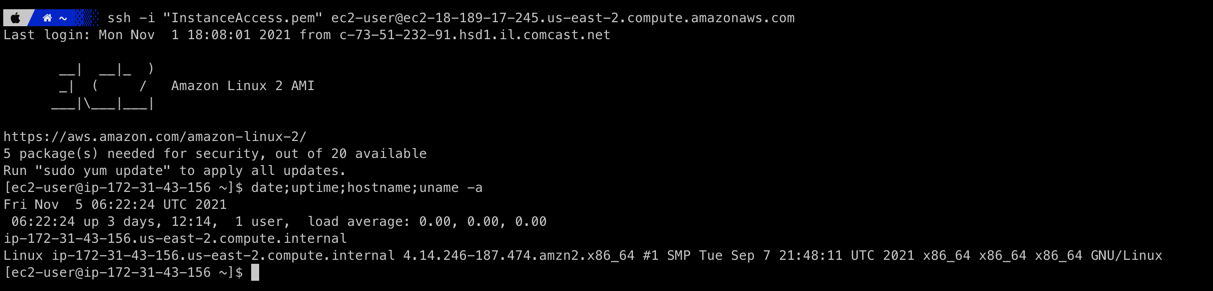 ~ ssh -i "InstanceAccess.pem" ec2-user@ec2-18-189-17-245.us-east-2.compute.amazonaws.com
Last login: Mon Nov  1 18:08:01 2021 from c-73-51-232-91.hsd1.il.comcast.net
       __|  __|_  )
       _|  (     /   Amazon Linux 2 AMI
      ___|\___|___|
https://aws.amazon.com/amazon-linux-2/
5 package(s) needed for security, out of 20 available
Run "sudo yum update" to apply all updates.
[ec2-user@ip-172-31-43-156 ~]$ date;uptime;hostname;uname -a
Fri Nov  5 06:22:24 UTC 2021
 06:22:24 up 3 days, 12:14,  1 user,  load average: 0.00, 0.00, 0.00
ip-172-31-43-156.us-east-2.compute.internal
Linux ip-172-31-43-156.us-east-2.compute.internal 4.14.246-187.474.amzn2.x86_64 #1 SMP Tue Sep 7 21:48:11 UTC 2021 x86_64 x86_64 x86_64 GNU/Linux
[ec2-user@ip-172-31-43-156 ~]$